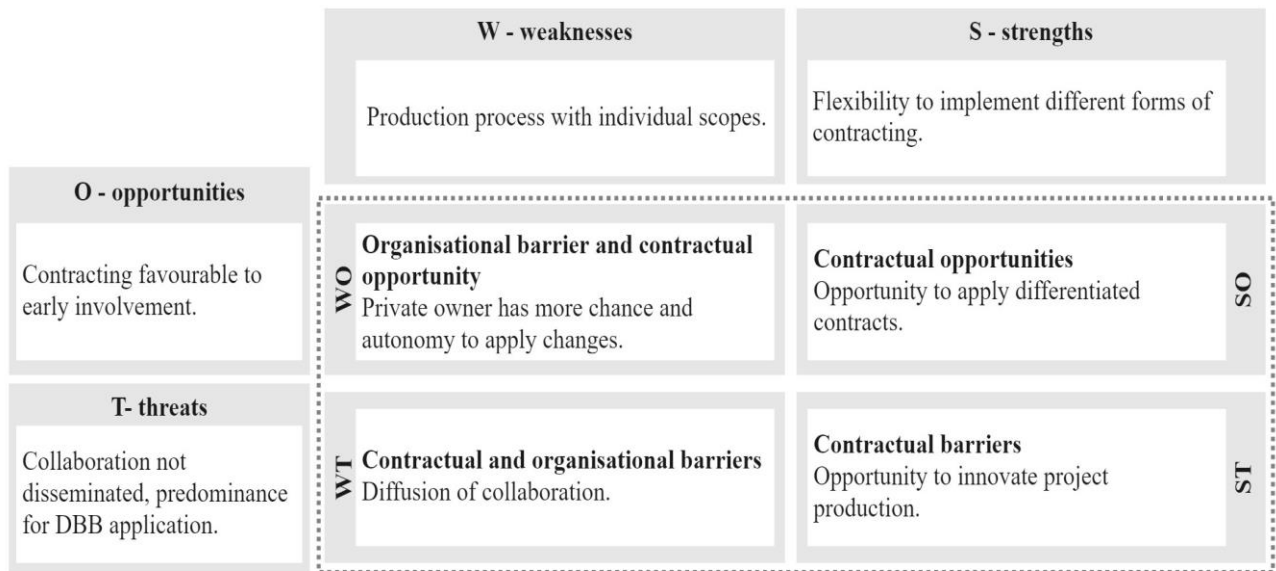 W - weaknesses
S - strengths
Production process with individual scopes.
Flexibility to implement different forms of
contracting.
O - opportunities
Contracting favourable to
early involvement.
WO
Organisational barrier and contractual
opportunity
Private owner has more chance and
autonomy to apply changes.
Contractual opportunities
Opportunity to apply differentiated
contracts.
SO
T- threats
Collaboration not
disseminated, predominance
for DBB application.
WT
Contractual and organisational barriers
Diffusion of collaboration.
Contractual barriers
Opportunity to innovate project
production.
ST